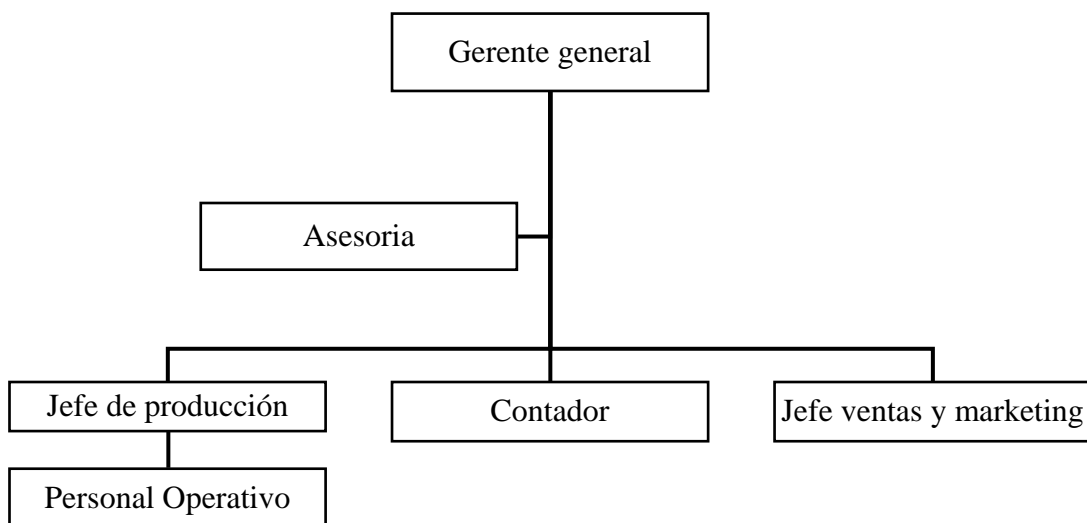 Gerente general
Asesoria
Jefe de producción
Contador
Jefe ventas y marketing
Personal Operativo